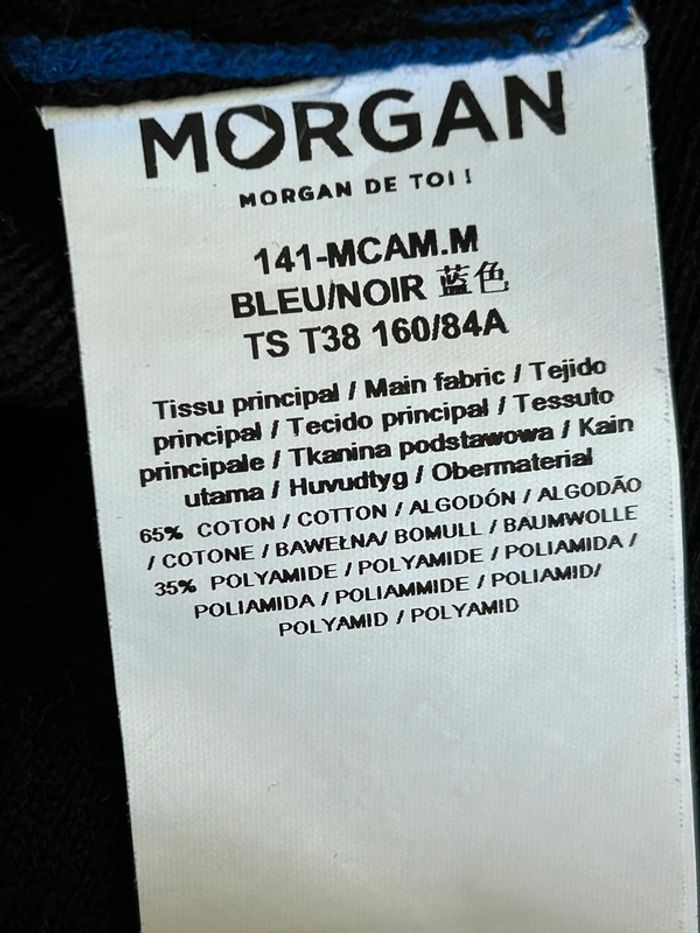 MORGAN
MORGAN DE TOI !
141-MCAM.M
BLEU/NOIR 蓝色
TS T38 160/84A
Tissu principal / Main fabric / Tejido
principal / Tecido principal / Tessuto
principale / Tkanina podstawowa / Kain
utama / Huvudtyg / Obermaterial
65% COTON / COTTON / ALGODÓN / ALGODÃO
/ COTONE / BAWEŁNA/ BOMULL / BAUMWOLLE
35% POLYAMIDE / POLYAMIDE / POLIAMIDA /
POLIAMIDA / POLIAMMIDE / POLIAMID/
POLYAMID / POLYAMID